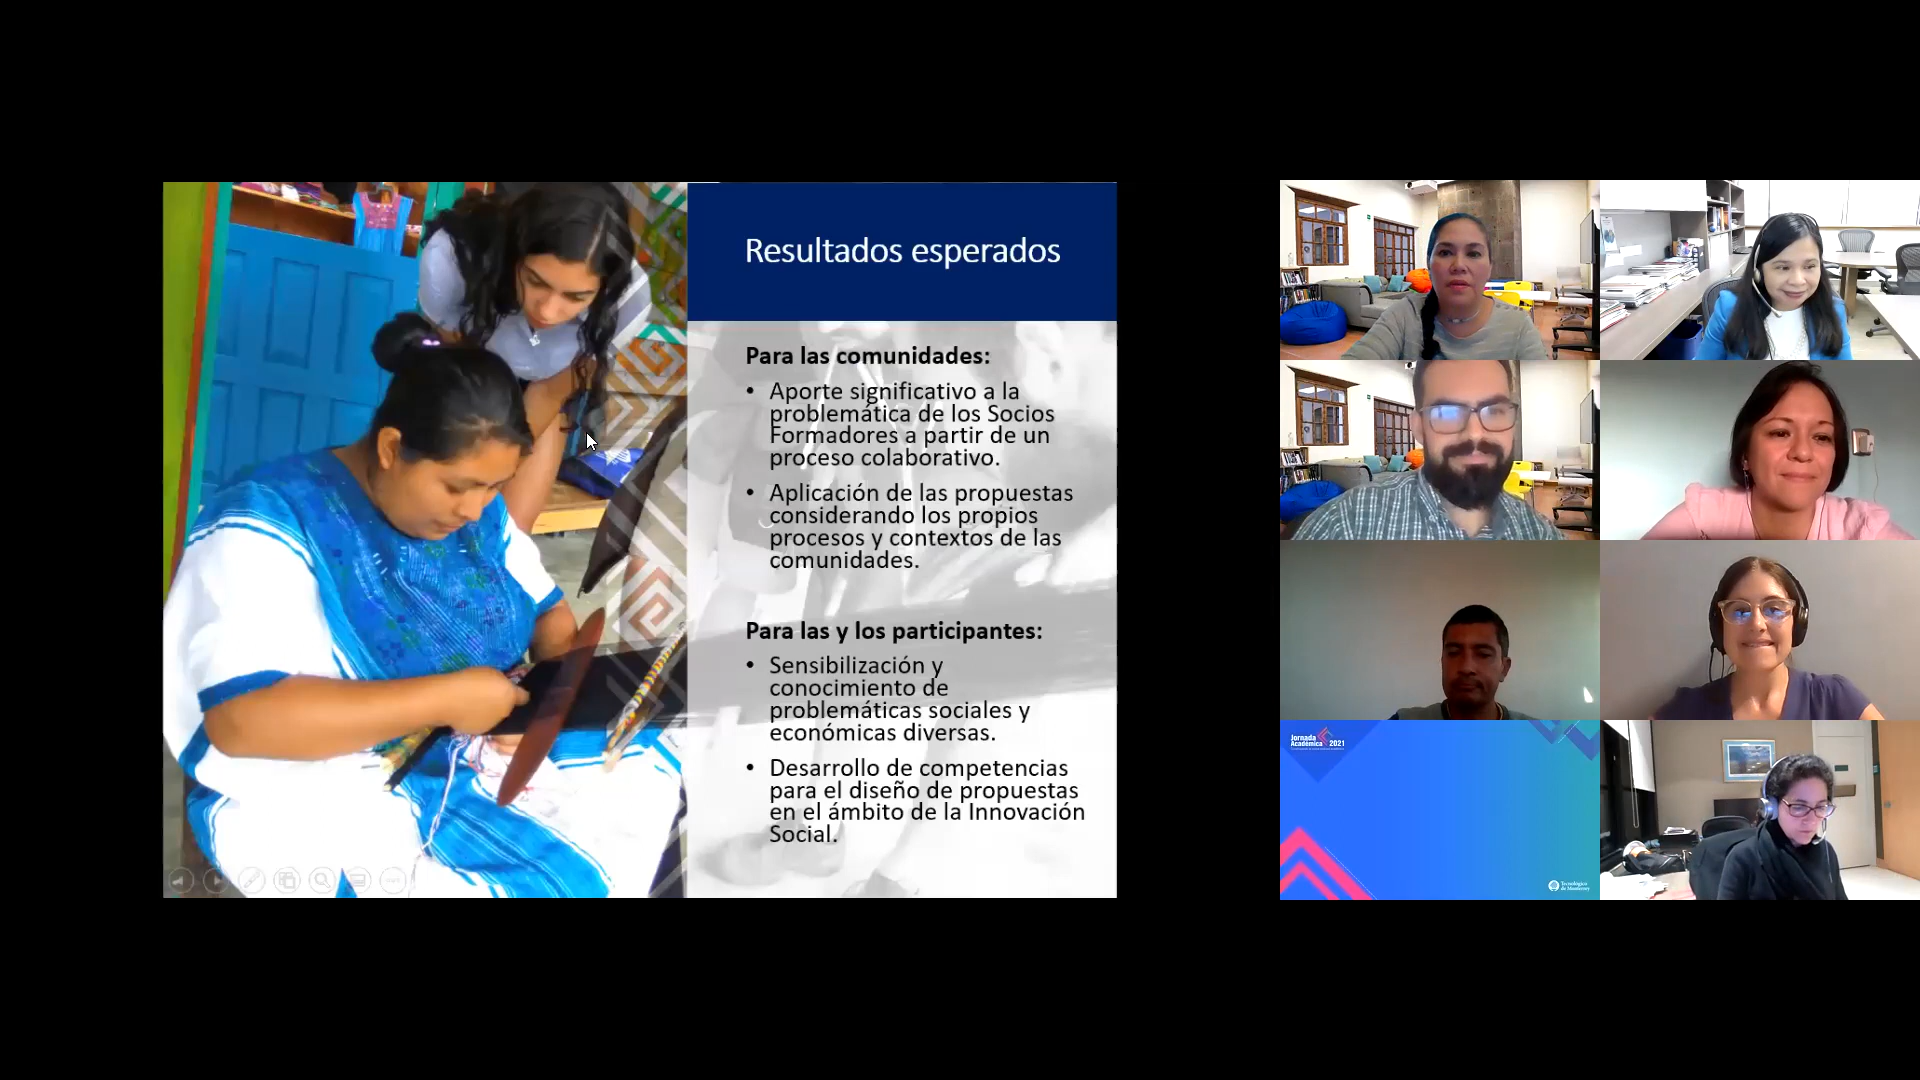 Resultados esperados
Para las comunidades:
• Aporte significativo a la
problemática de los Socios
Formadores a partir de un
proceso colaborativo.
• Aplicación de las propuestas
considerando los propios
procesos y contextos de las
comunidades.
Para las y los participantes:
• Sensibilización y
conocimiento de
problemáticas sociales y
económicas diversas.
• Desarrollo de competencias
para el diseño de propuestas
en el ámbito de la Innovación
Social.
Jornada
Académica 2021
Tecnológico
de Monterrey